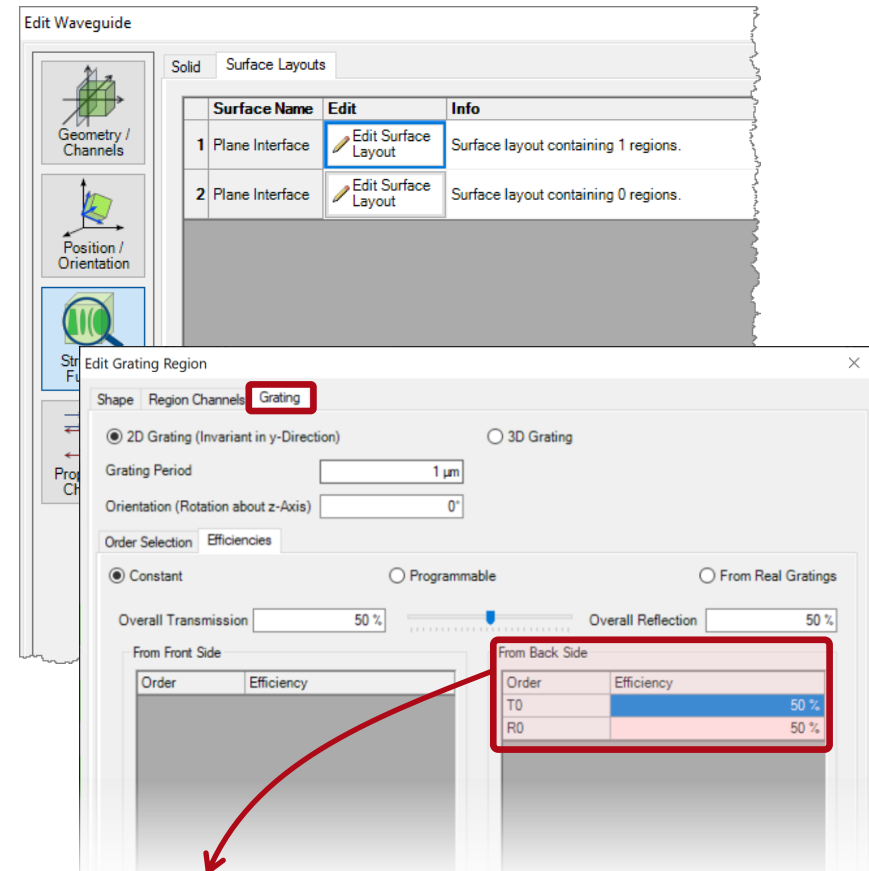 Edit Waveguide
Geometry /
Channels
Position /
Orientation
Solid Surface Layouts
Surface Name Edit Info
1 Plane Interface Edit Surface
Layout Surface layout containing 1 regions.
2 Plane Interface Edit Surface
Layout Surface layout containing 0 regions.
Edit Grating Region
Shape Region Channels Grating
2D Grating (Invariant in y-Direction) 3D Grating
Grating Period 1 µm
Orientation (Rotation about z-Axis) 0°
Order Selection Efficiencies
Constant Programmable From Real Gratings
Overall Transmission 50 % Overall Reflection 50 %
From Front Side From Back Side
Order Efficiency Order Efficiency
T0 50 %
R0 50 %